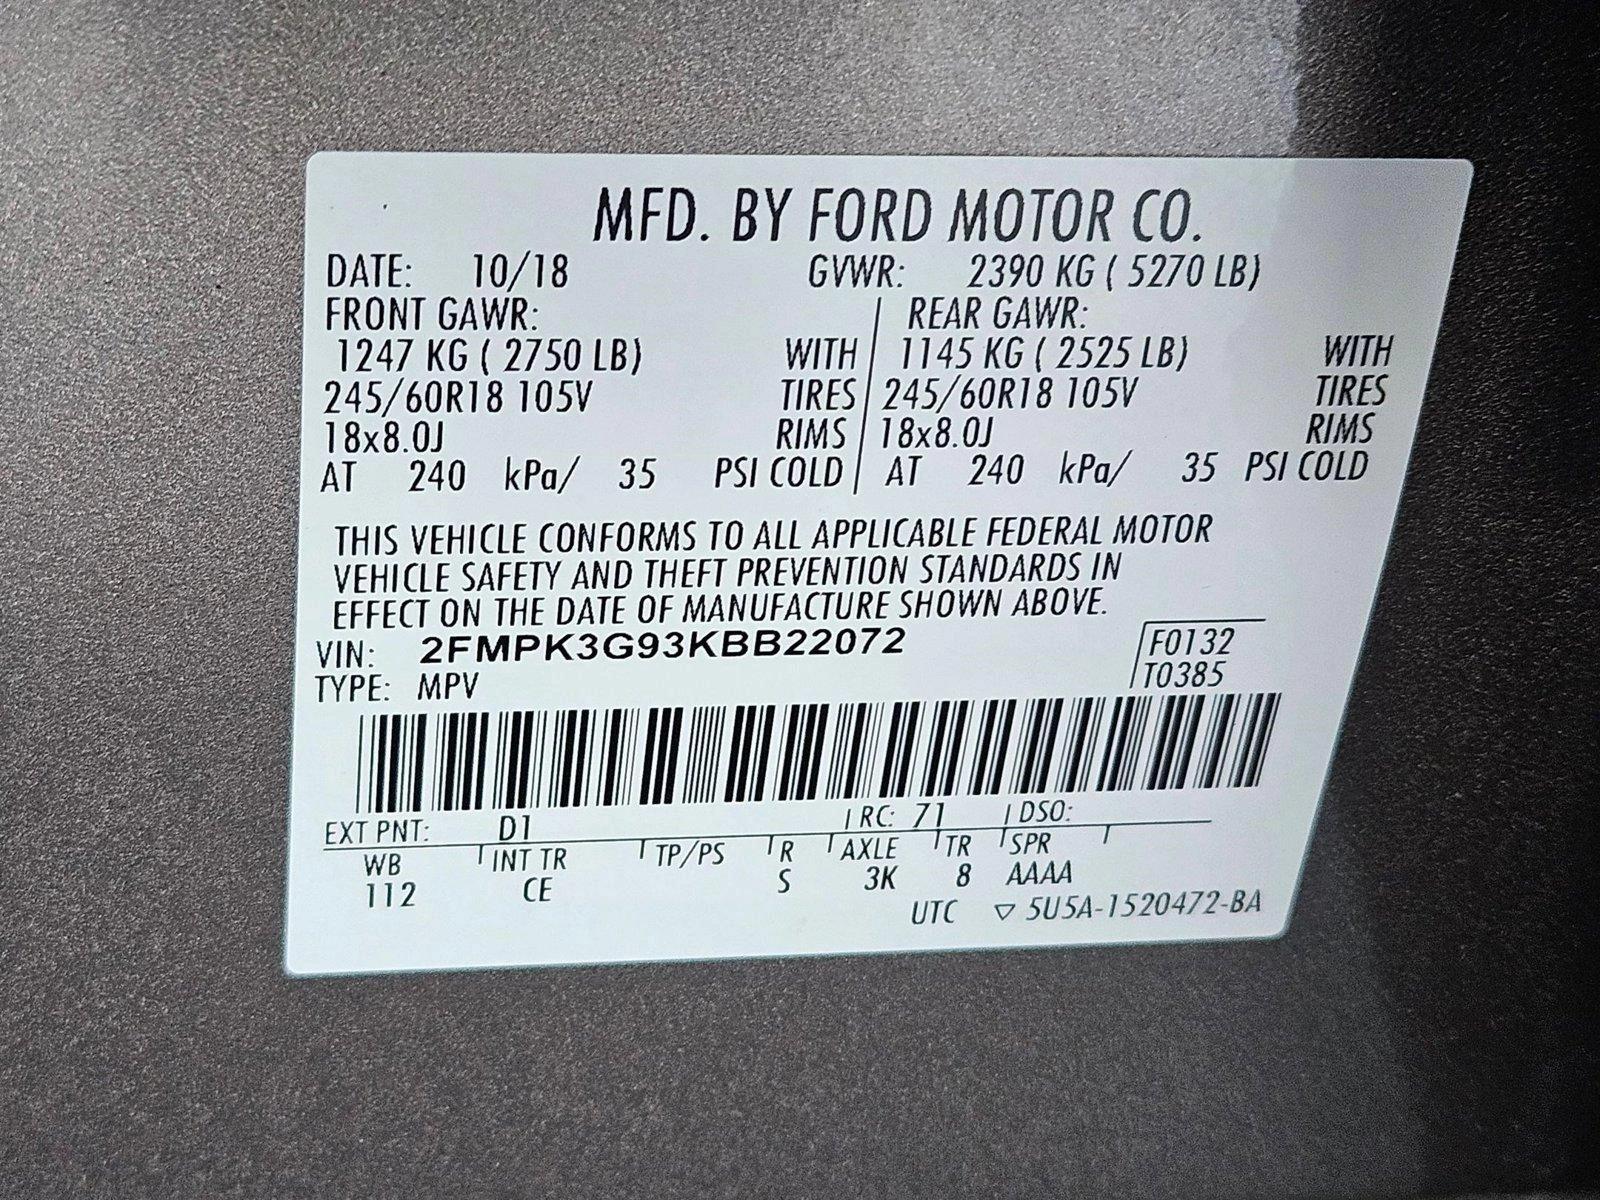 MFD. BY FORD MOTOR CO.
DATE: 10/18 GVWR: 2390 KG ( 5270 LB)
FRONT GAWR: REAR GAWR:
1247 KG ( 2750 LB) WITH 1145 KG ( 2525 LB) WITH
245/60R18 105V TIRES 245/60R18 105V TIRES
18x8.0J RIMS 18x8.0J RIMS
AT 240 kPa/ 35 PSI COLD AT 240 kPa/ 35 PSI COLD
THIS VEHICLE CONFORMS TO ALL APPLICABLE FEDERAL MOTOR
VEHICLE SAFETY AND THEFT PREVENTION STANDARDS IN
EFFECT ON THE DATE OF MANUFACTURE SHOWN ABOVE.
VIN: 2FMPK3G93KBB22072 F0132
TYPE: MPV T0385
EXT PNT: D1 RC: 71 DSO:
WB INT TR TP/PS R AXLE TR SPR
112 CE S 3K 8 AAAA
UTC ▽ 5U5A-1520472-BA